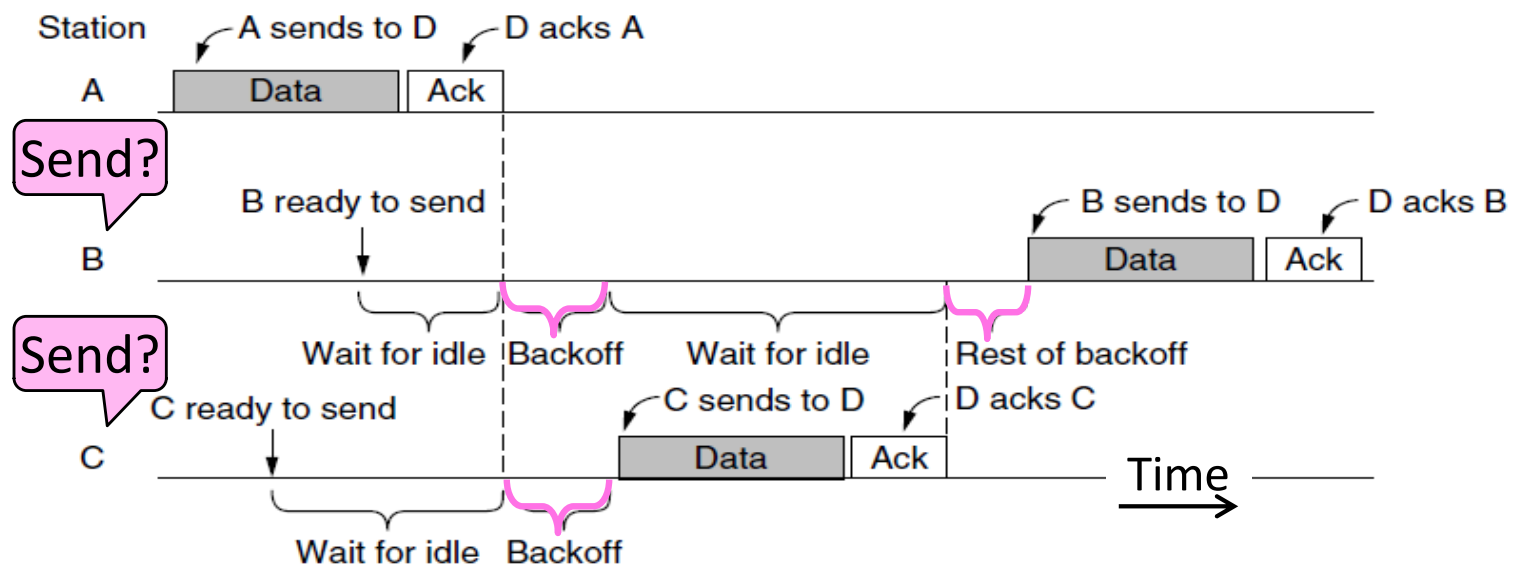 Station
A sends to D
D acks A
A
Data
Ack
Send?
B ready to send
B sends to D
D acks B
B
Data
Ack
Wait for idle
Backoff
Wait for idle
Rest of backoff
Send?
C ready to send
C sends to D
D acks C
C
Data
Ack
Time
Wait for idle
Backoff